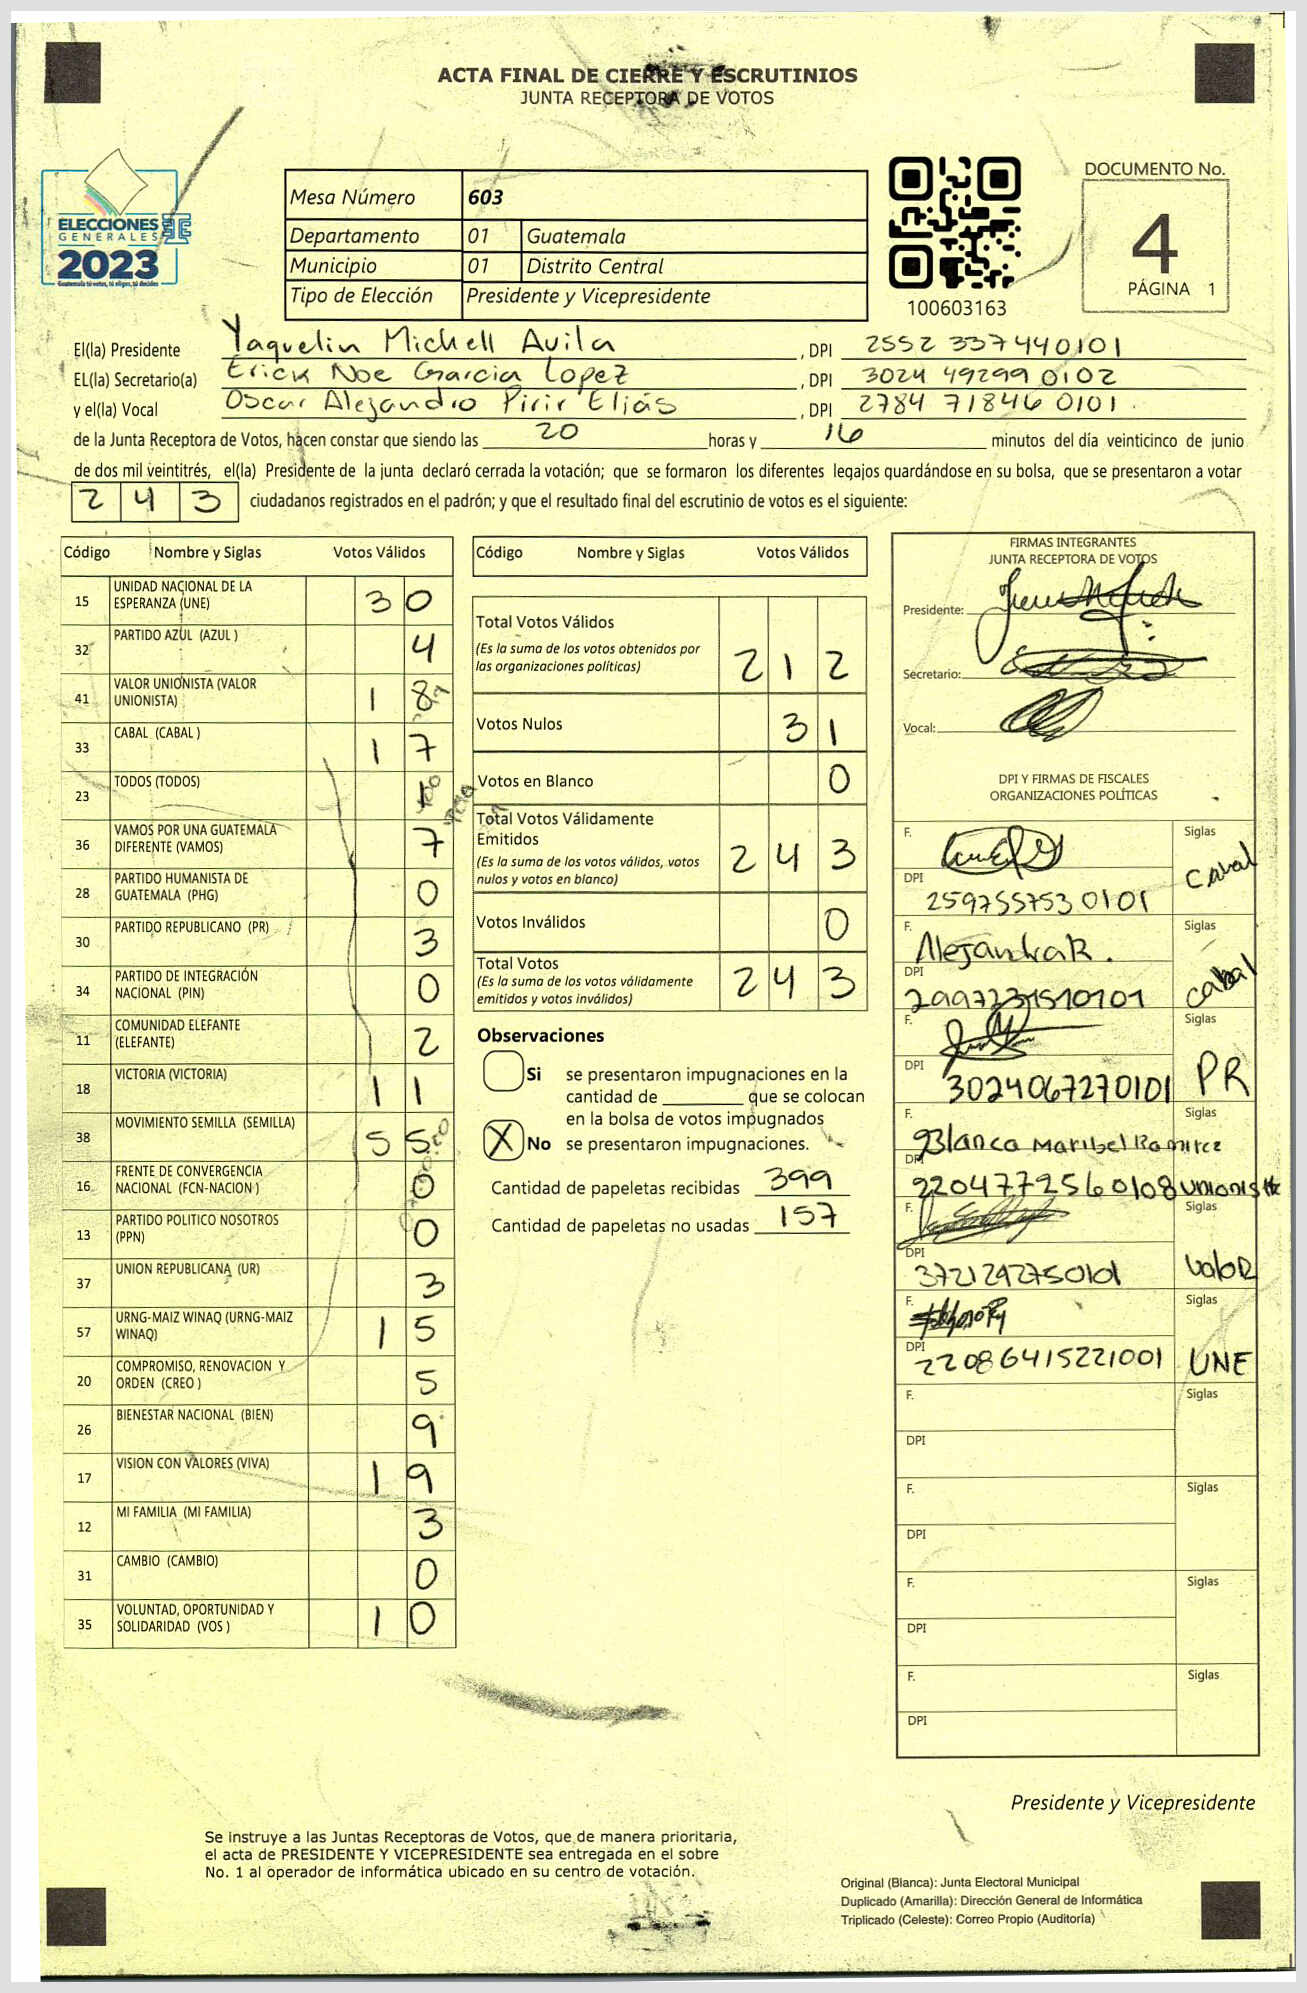 ACTA FINAL DE CIERRE Y ESCRUTINIOS
JUNTA RECEPTORA DE VOTOS
ELECCIONES
GENERALES
2023
Guatemala tú votas, tú eliges, tú decides
Mesa Número 603
Departamento 01 Guatemala
Municipio 01 Distrito Central
Tipo de Elección Presidente y Vicepresidente
100603163
DOCUMENTO No.
4
PÁGINA 1
El(la) Presidente Yaquelin Michell Avila , DPI 2552 33744 0101
EL(la) Secretario(a) Erick Noe Garcia Lopez , DPI 3024 49299 0102
y el(la) Vocal Oscar Alejandro Pirir Elías , DPI 2784 71846 0101
de la Junta Receptora de Votos, hacen constar que siendo las 20 horas y 16 minutos del día veinticinco de junio
de dos mil veintitrés, el(la) Presidente de la junta declaró cerrada la votación; que se formaron los diferentes legajos quardándose en su bolsa, que se presentaron a votar
243 ciudadanos registrados en el padrón; y que el resultado final del escrutinio de votos es el siguiente:
Código Nombre y Siglas Votos Válidos
15 UNIDAD NACIONAL DE LA ESPERANZA (UNE) 30
32 PARTIDO AZUL (AZUL ) 4
41 VALOR UNIONISTA (VALOR UNIONISTA) 18
33 CABAL (CABAL ) 17
23 TODOS (TODOS) 1
36 VAMOS POR UNA GUATEMALA DIFERENTE (VAMOS) 7
28 PARTIDO HUMANISTA DE GUATEMALA (PHG) 0
30 PARTIDO REPUBLICANO (PR) 3
34 PARTIDO DE INTEGRACIÓN NACIONAL (PIN) 0
11 COMUNIDAD ELEFANTE (ELEFANTE) 2
18 VICTORIA (VICTORIA) 11
38 MOVIMIENTO SEMILLA (SEMILLA) 55
16 FRENTE DE CONVERGENCIA NACIONAL (FCN-NACION ) 0
13 PARTIDO POLITICO NOSOTROS (PPN) 0
37 UNION REPUBLICANA (UR) 3
57 URNG-MAIZ WINAQ (URNG-MAIZ WINAQ) 15
20 COMPROMISO, RENOVACION Y ORDEN (CREO ) 5
26 BIENESTAR NACIONAL (BIEN) 9
17 VISION CON VALORES (VIVA) 19
12 MI FAMILIA (MI FAMILIA) 3
31 CAMBIO (CAMBIO) 0
35 VOLUNTAD, OPORTUNIDAD Y SOLIDARIDAD (VOS ) 10
Código Nombre y Siglas Votos Válidos
Total Votos Válidos 212
(Es la suma de los votos obtenidos por
las organizaciones políticas)
Votos Nulos 31
Votos en Blanco 0
Total Votos Válidamente
Emitidos 243
(Es la suma de los votos válidos, votos
nulos y votos en blanco)
Votos Inválidos 0
Total Votos 243
(Es la suma de los votos válidamente
emitidos y votos inválidos)
Observaciones
Si se presentaron impugnaciones en la
cantidad de ________ que se colocan
en la bolsa de votos impugnados
X No se presentaron impugnaciones.
Cantidad de papeletas recibidas 399
Cantidad de papeletas no usadas 157
FIRMAS INTEGRANTES
JUNTA RECEPTORA DE VOTOS
Presidente:
Secretario:
Vocal:
DPI Y FIRMAS DE FISCALES
ORGANIZACIONES POLÍTICAS
F. Siglas
DPI Cabal
2597557530101
F. Alejandra R. Siglas
DPI cabal
2997231510101
F. Siglas
DPI 3024067270101 PR
F. Blanca Maribel Ramirez Siglas
DPI
2204772560108 unionista
F. Siglas
DPI
3721292750101 Valor
F. Siglas
DPI
22086415221001 UNE
F. Siglas
DPI
F. Siglas
DPI
F. Siglas
DPI
F. Siglas
DPI
Presidente y Vicepresidente
Se instruye a las Juntas Receptoras de Votos, que de manera prioritaria,
el acta de PRESIDENTE Y VICEPRESIDENTE sea entregada en el sobre
No. 1 al operador de informática ubicado en su centro de votación.
Original (Blanca): Junta Electoral Municipal
Duplicado (Amarilla): Dirección General de Informática
Triplicado (Celeste): Correo Propio (Auditoría)